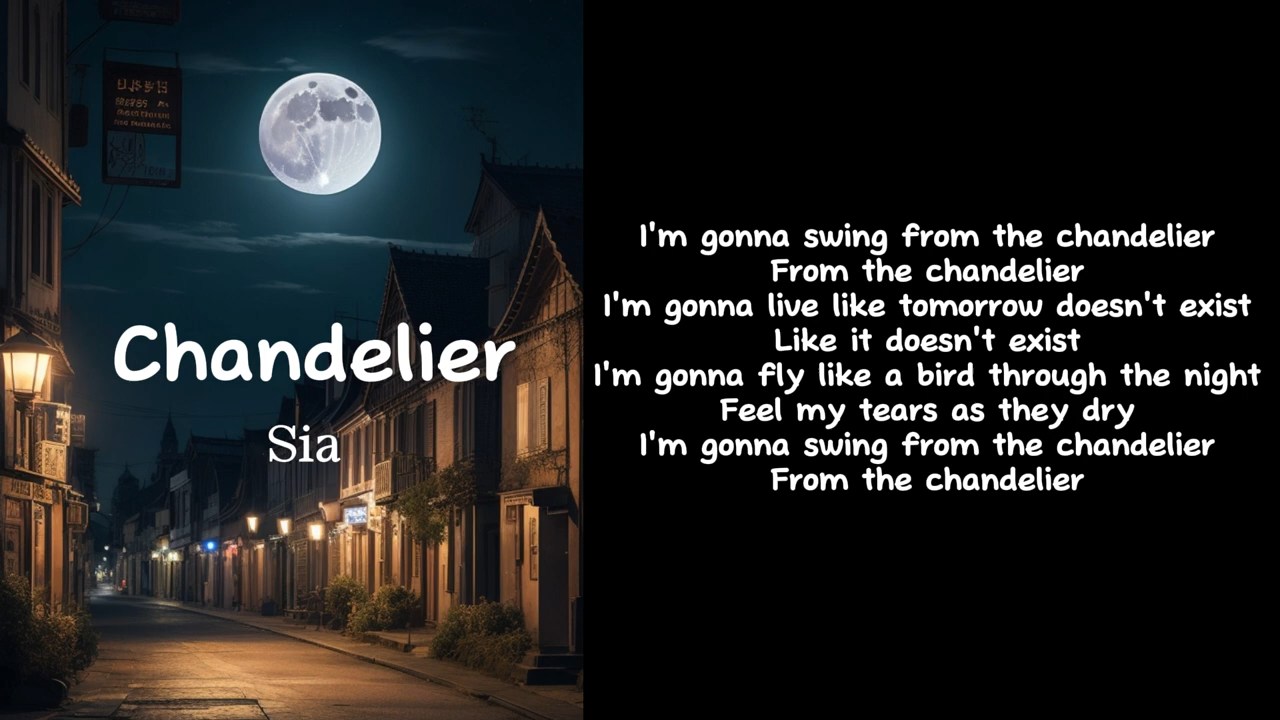 Chandelier
Sia
I'm gonna swing from the chandelier
From the chandelier
I'm gonna live like tomorrow doesn't exist
Like it doesn't exist
I'm gonna fly like a bird through the night
Feel my tears as they dry
I'm gonna swing from the chandelier
From the chandelier